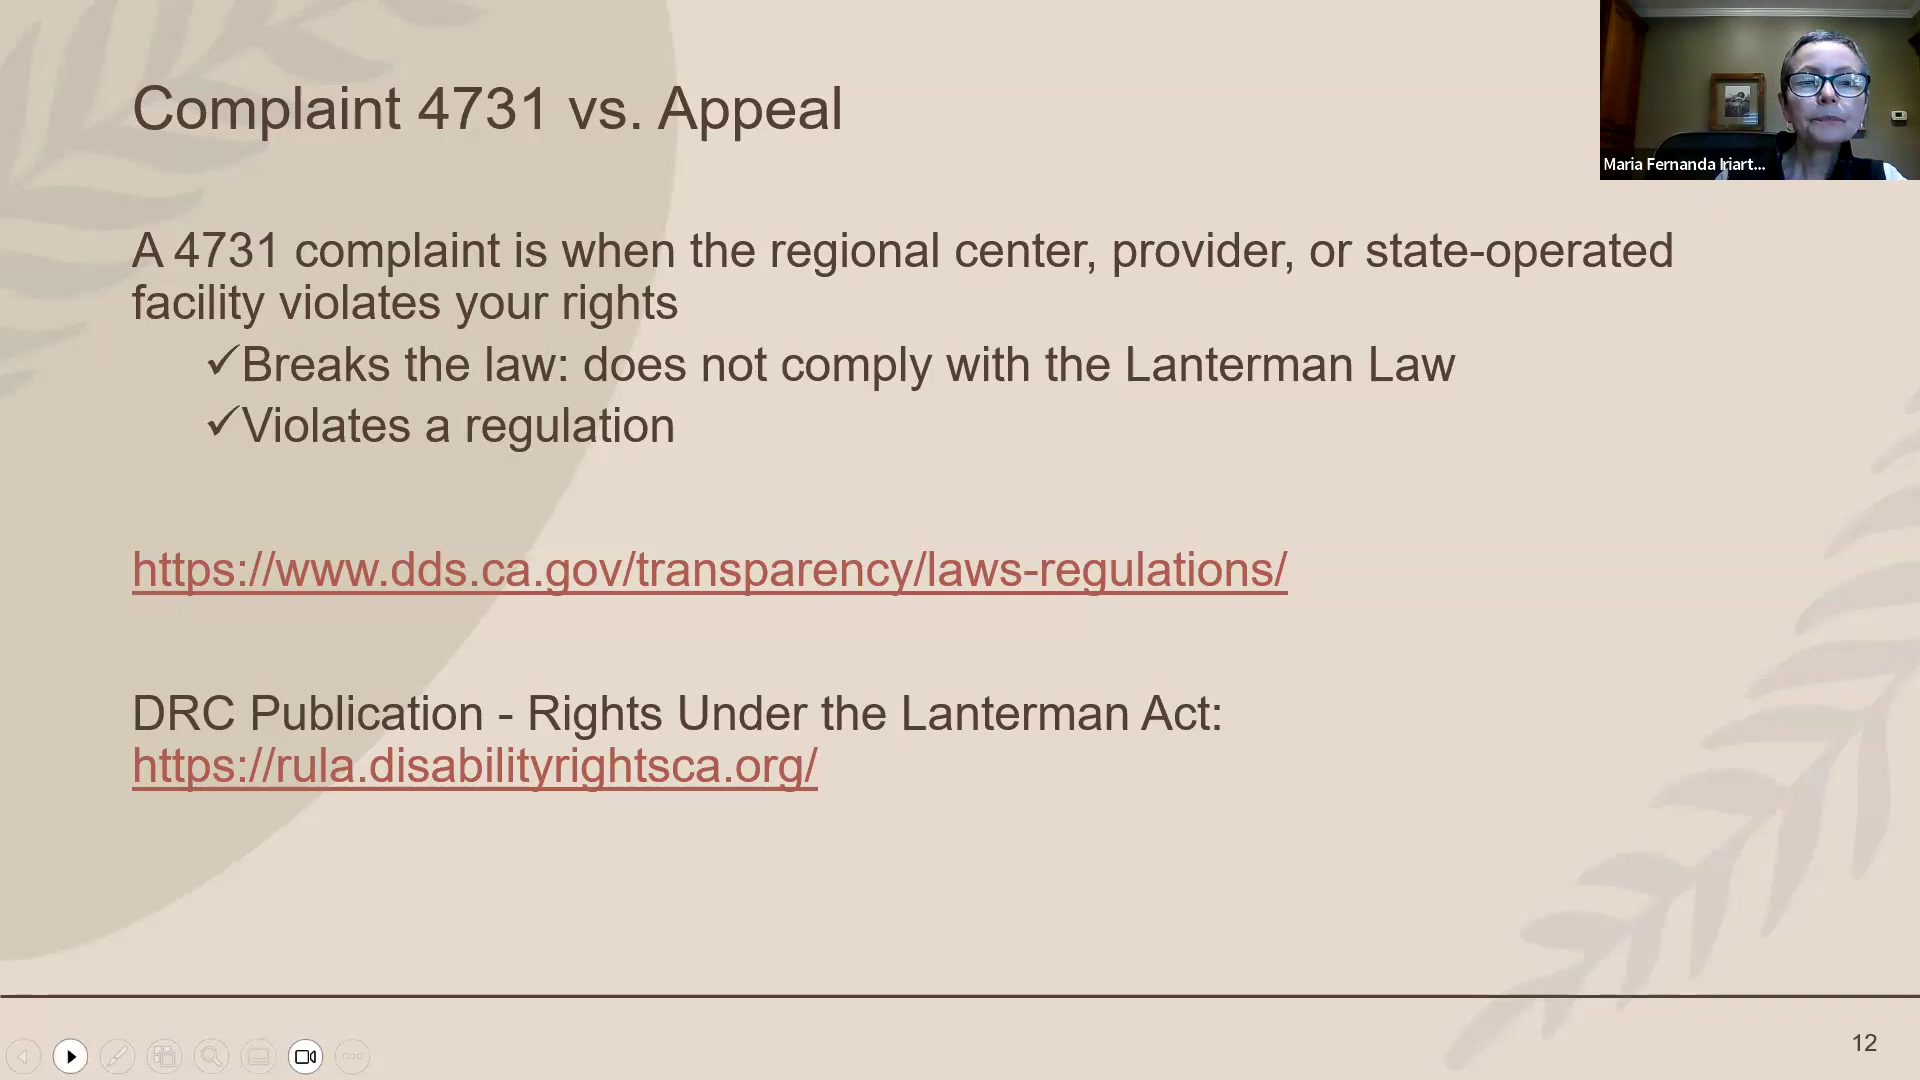 Complaint 4731 vs. Appeal
Maria Fernanda Iriart...
A 4731 complaint is when the regional center, provider, or state-operated
facility violates your rights
✓Breaks the law: does not comply with the Lanterman Law
✓Violates a regulation
https://www.dds.ca.gov/transparency/laws-regulations/
DRC Publication - Rights Under the Lanterman Act:
https://rula.disabilityrightsca.org/
12